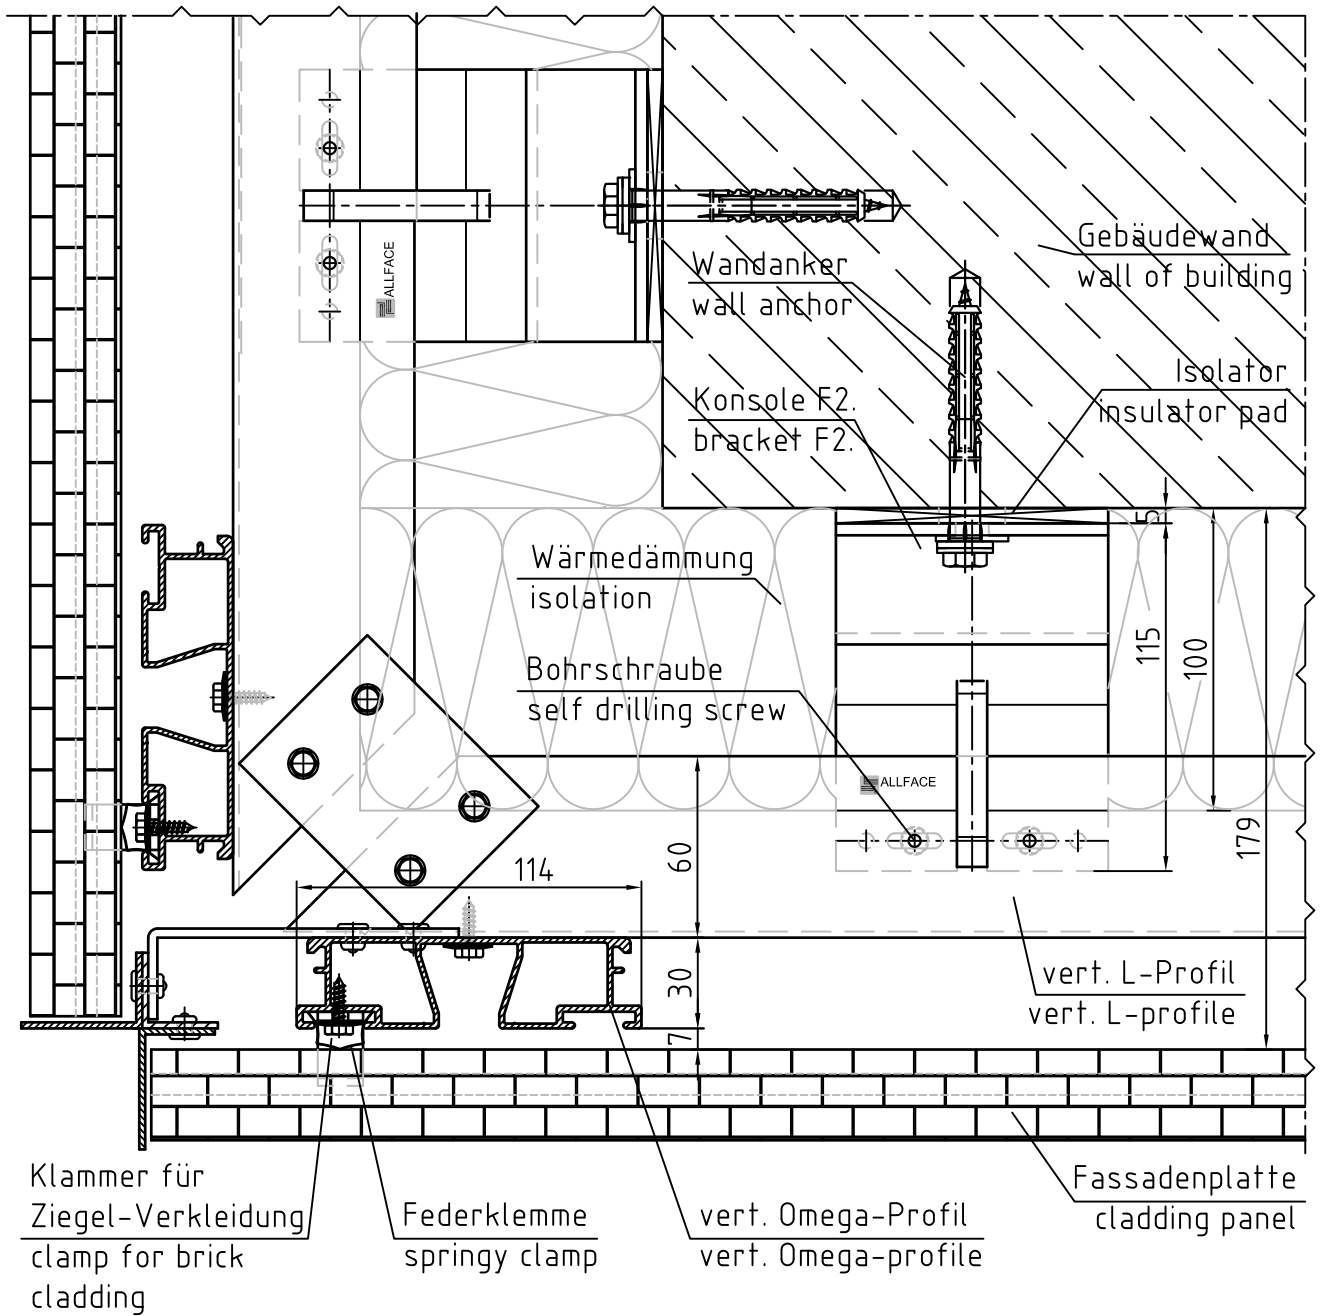 Gebäudewand
wall of building
Wandanker
wall anchor
ALLFACE
Isolator
insulator pad
Konsole F2.
bracket F2.
5
Wärmedämmung
isolation
115
100
Bohrschraube
self drilling screw
ALLFACE
179
60
114
30
7
vert. L-Profil
vert. L-profile
Klammer für
Ziegel-Verkleidung
clamp for brick
cladding
Federklemme
springy clamp
vert. Omega-Profil
vert. Omega-profile
Fassadenplatte
cladding panel